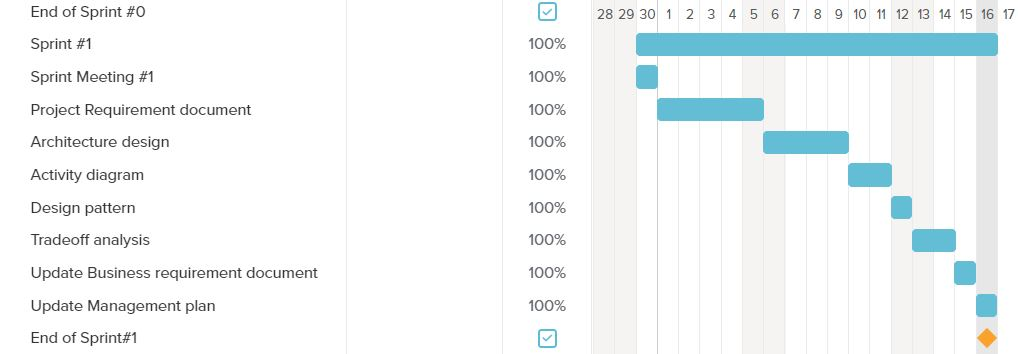 End of Sprint #0 28 29 30 1 2 3 4 5 6 7 8 9 10 11 12 13 14 15 16 17
Sprint #1 100%
Sprint Meeting #1 100%
Project Requirement document 100%
Architecture design 100%
Activity diagram 100%
Design pattern 100%
Tradeoff analysis 100%
Update Business requirement document 100%
Update Management plan 100%
End of Sprint#1